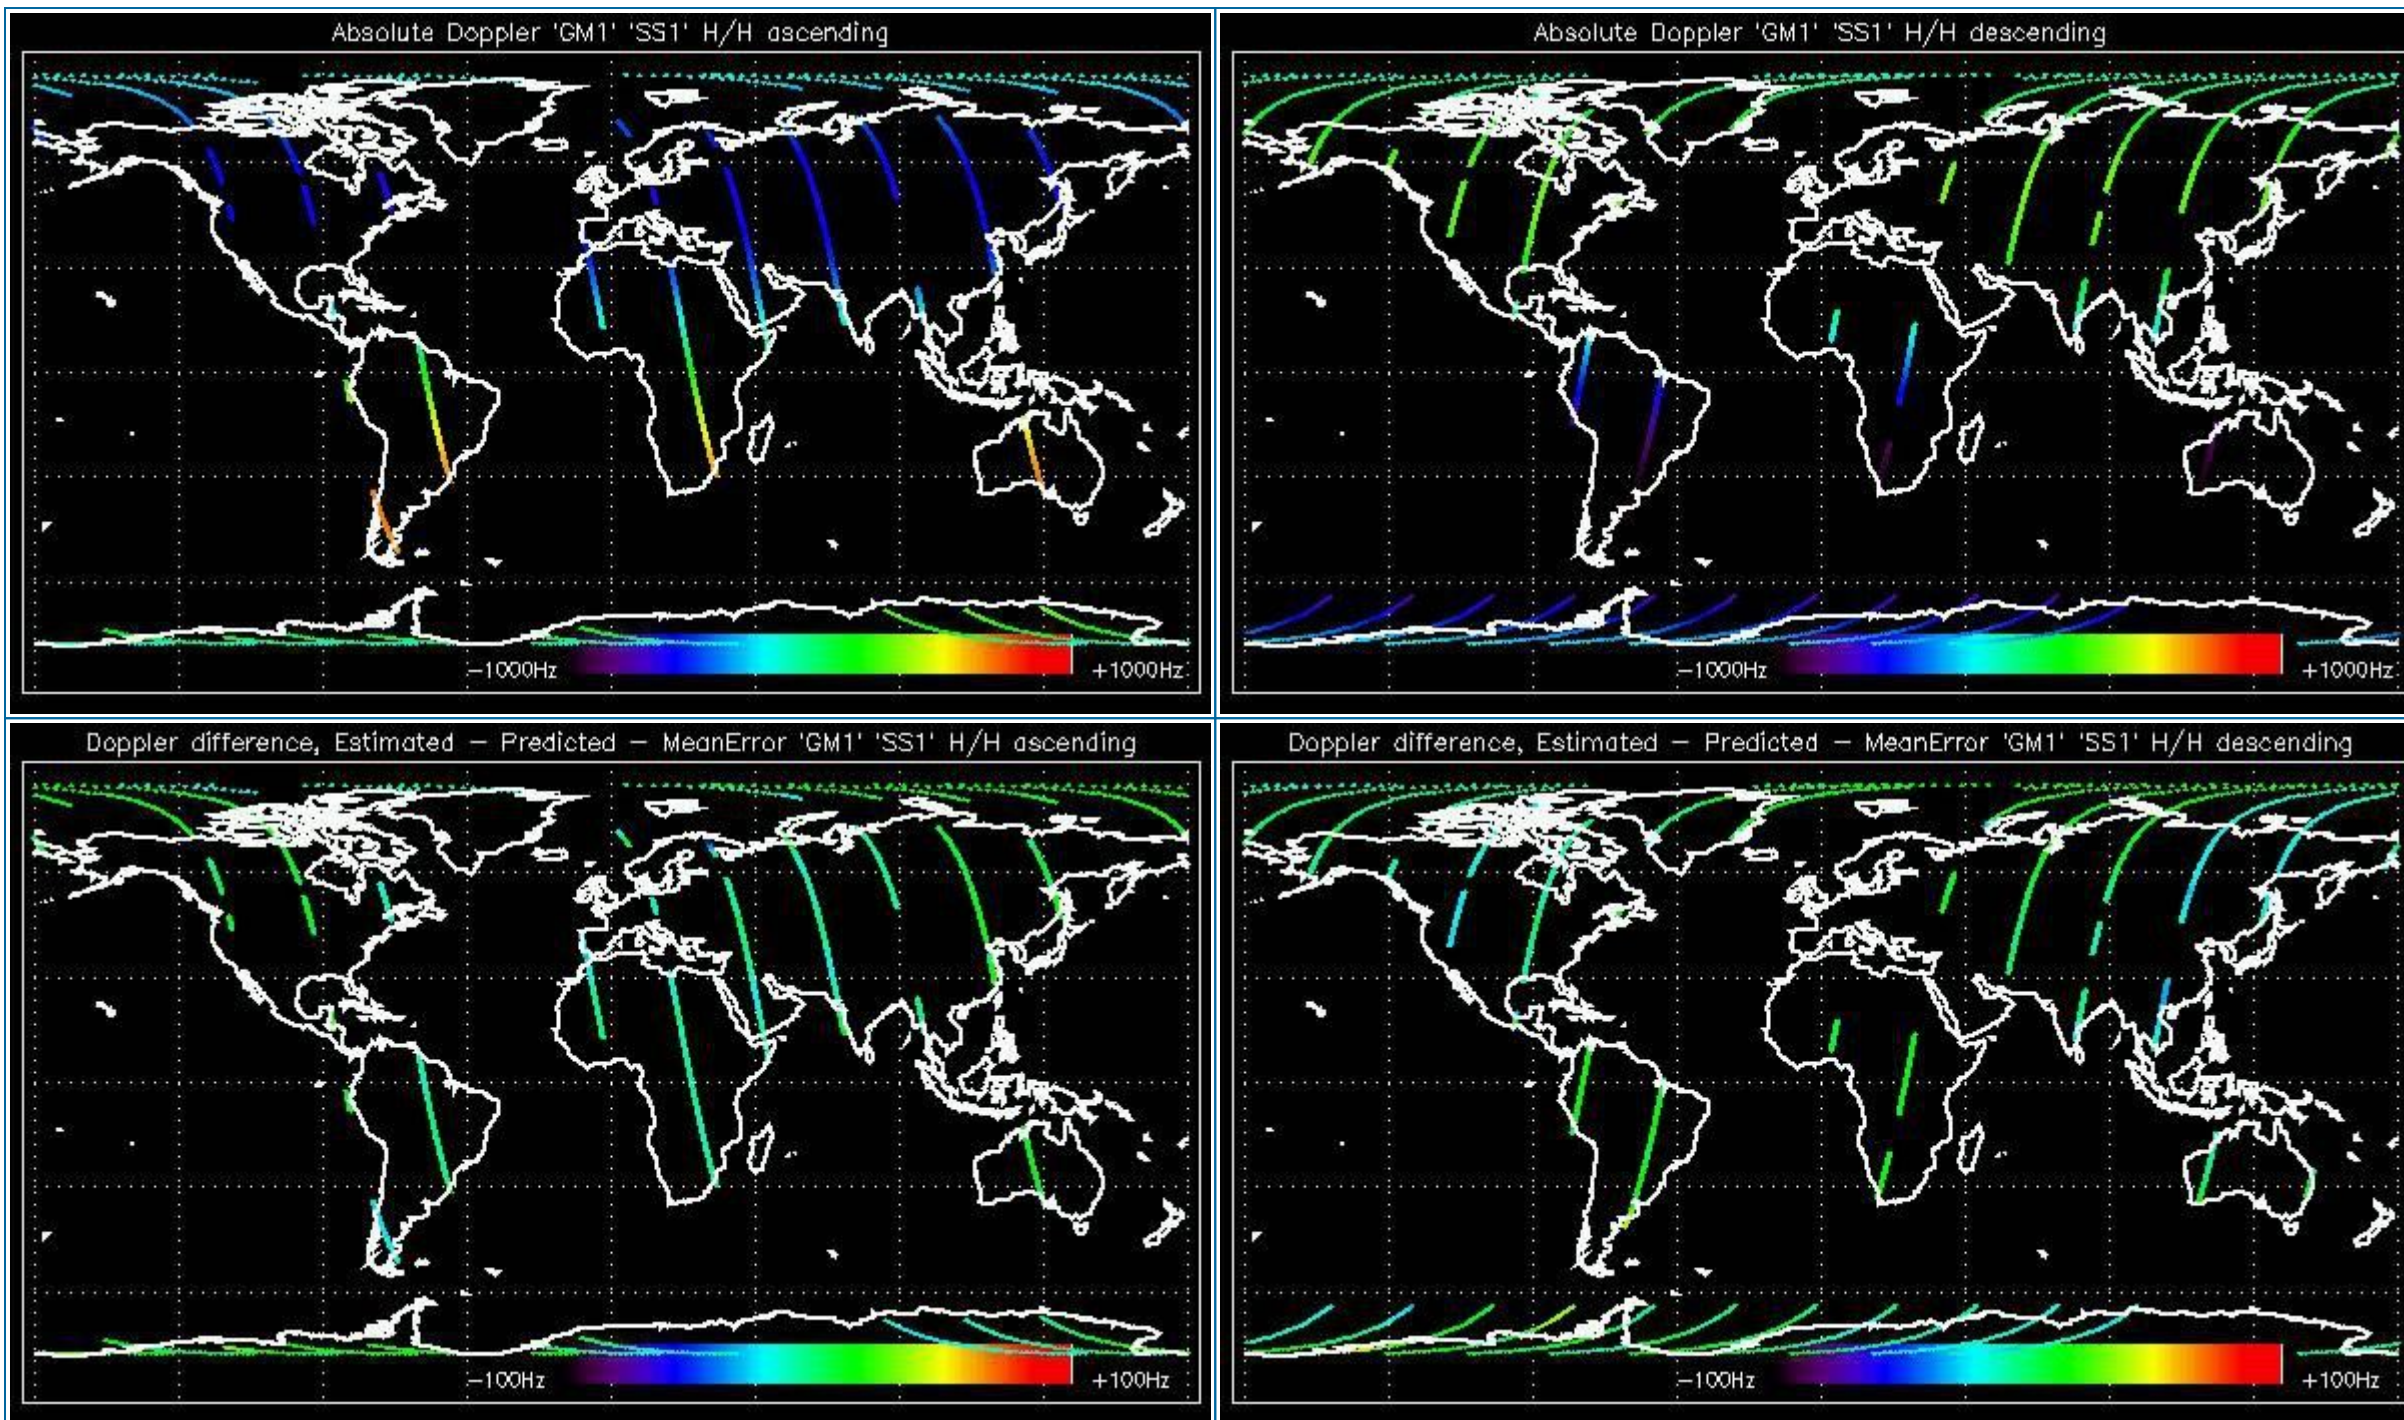 Absolute Doppler 'GM1' 'SS1' H/H ascending
-1000Hz
+1000Hz
Absolute Doppler 'GM1' 'SS1' H/H descending
-1000Hz
+1000Hz
Doppler difference, Estimated - Predicted - MeanError 'GM1' 'SS1' H/H ascending
-100Hz
+100Hz
Doppler difference, Estimated - Predicted - MeanError 'GM1' 'SS1' H/H descending
-100Hz
+100Hz